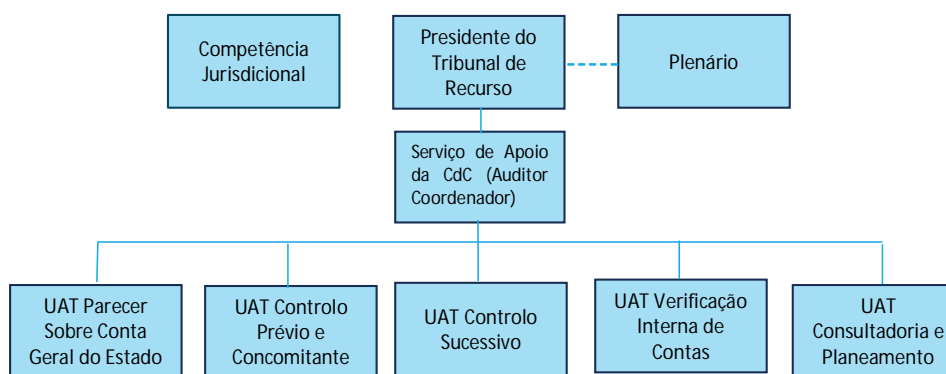 Competência
Jurisdicional
Presidente do
Tribunal de
Recurso
Plenário
Serviço de Apoio
da CdC (Auditor
Coordenador)
UAT Parecer
Sobre Conta
Geral do Estado
UAT Controlo
Prévio e
Concomitante
UAT Controlo
Sucessivo
UAT Verificação
Interna de
Contas
UAT
Consultadoria e
Planeamento